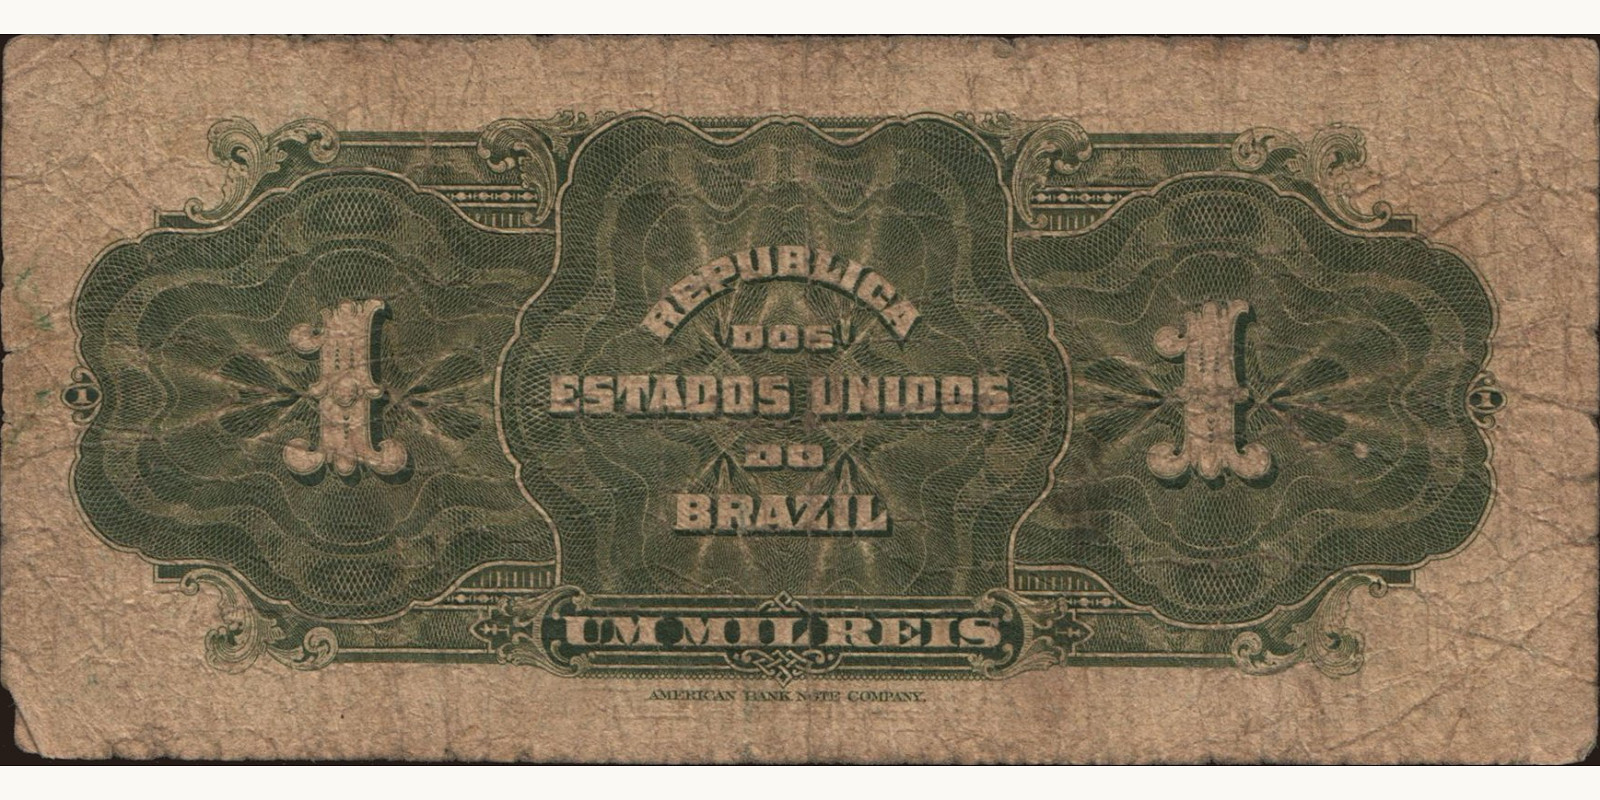 REPUBLICA
DOS
ESTADOS UNIDOS
DO
BRAZIL
1 1
1 1
UM MIL REIS
AMERICAN BANK NOTE COMPANY.